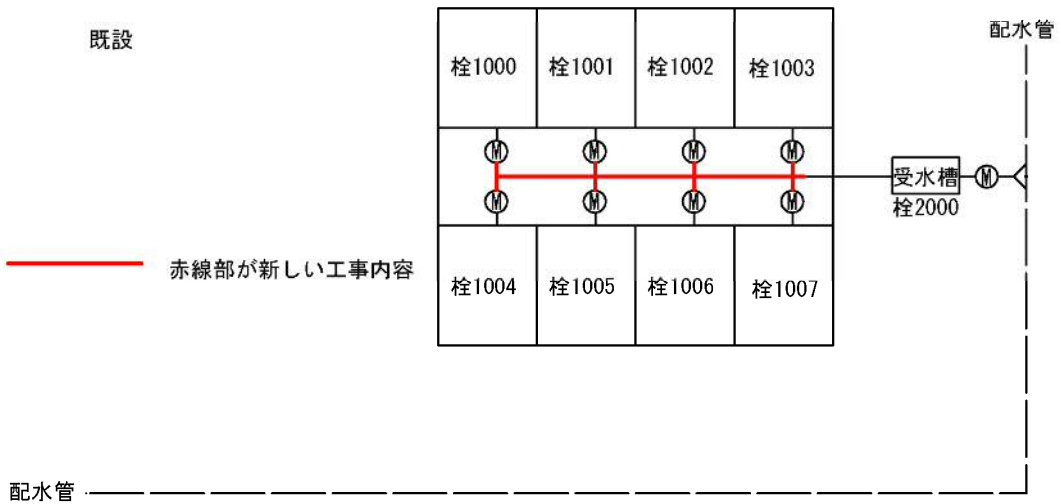 既設
配水管
栓1000
栓1001
栓1002
栓1003
M
M
M
M
受水槽
M
栓2000
M
M
M
M
赤線部が新しい工事内容
栓1004
栓1005
栓1006
栓1007
配水管